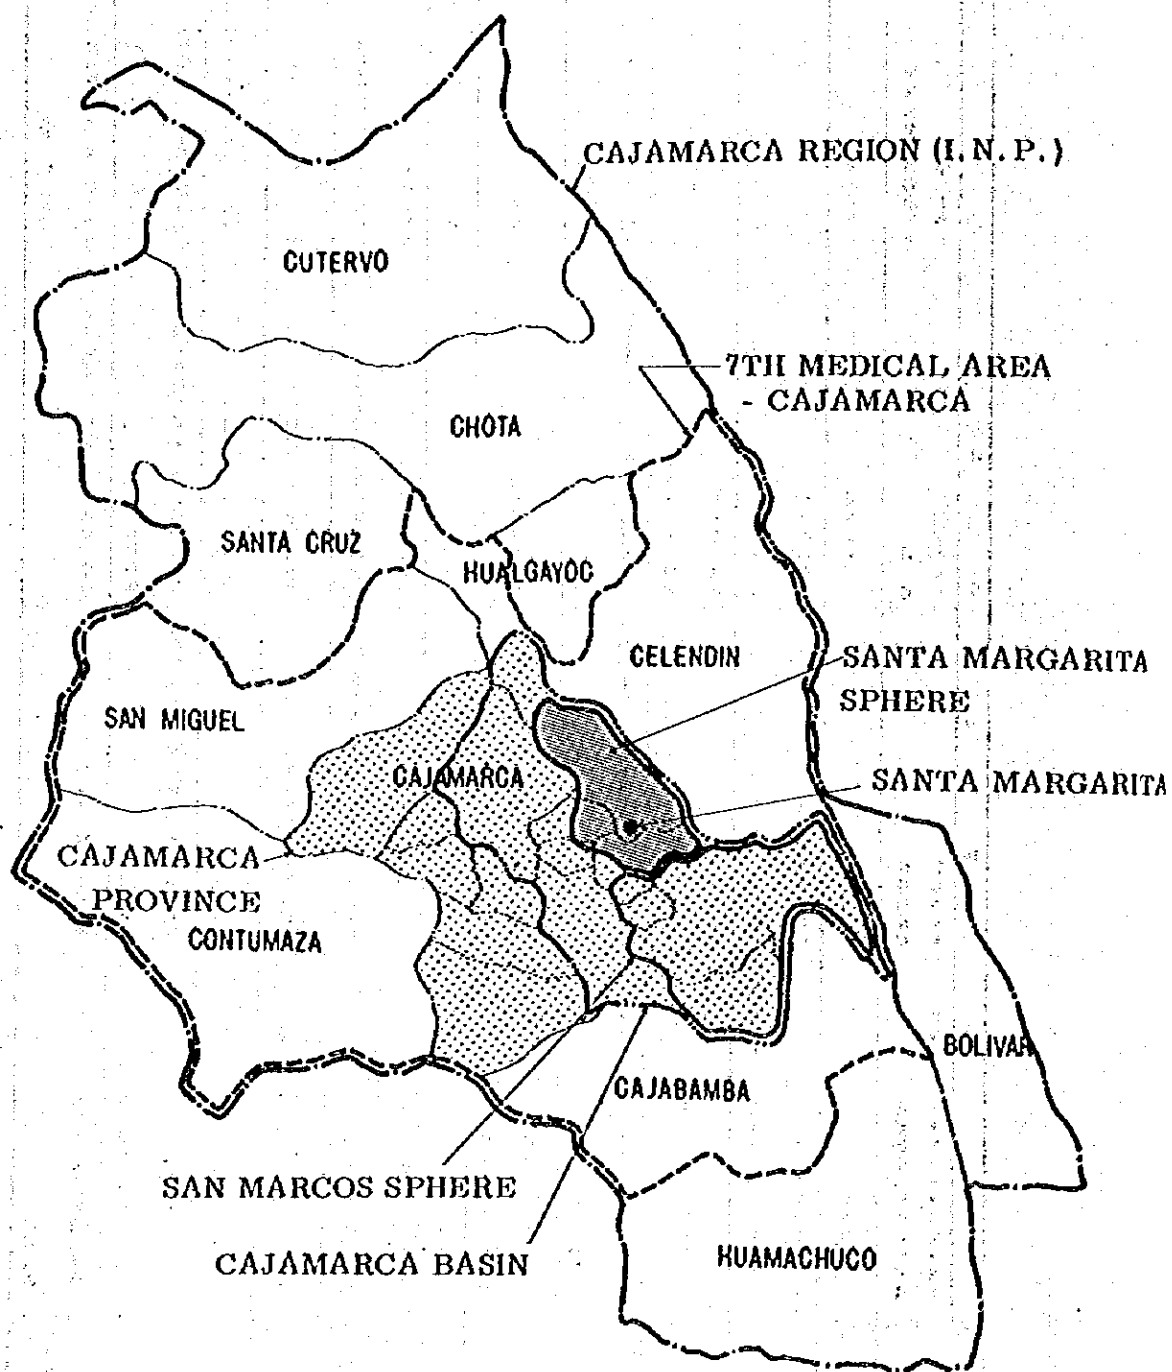 CAJAMARCA REGION (I. N. P.)
CUTERVO
7TH MEDICAL AREA
- CAJAMARCA
CHOTA
SANTA CRUZ
HUALGAYOC
CELENDIN
SANTA MARGARITA
SPHERE
SAN MIGUEL
CAJAMARCA
SANTA MARGARITA
CAJAMARCA
PROVINCE
CONTUMAZA
BOLIVAR
CAJABAMBA
SAN MARCOS SPHERE
CAJAMARCA BASIN
HUAMACHUCO